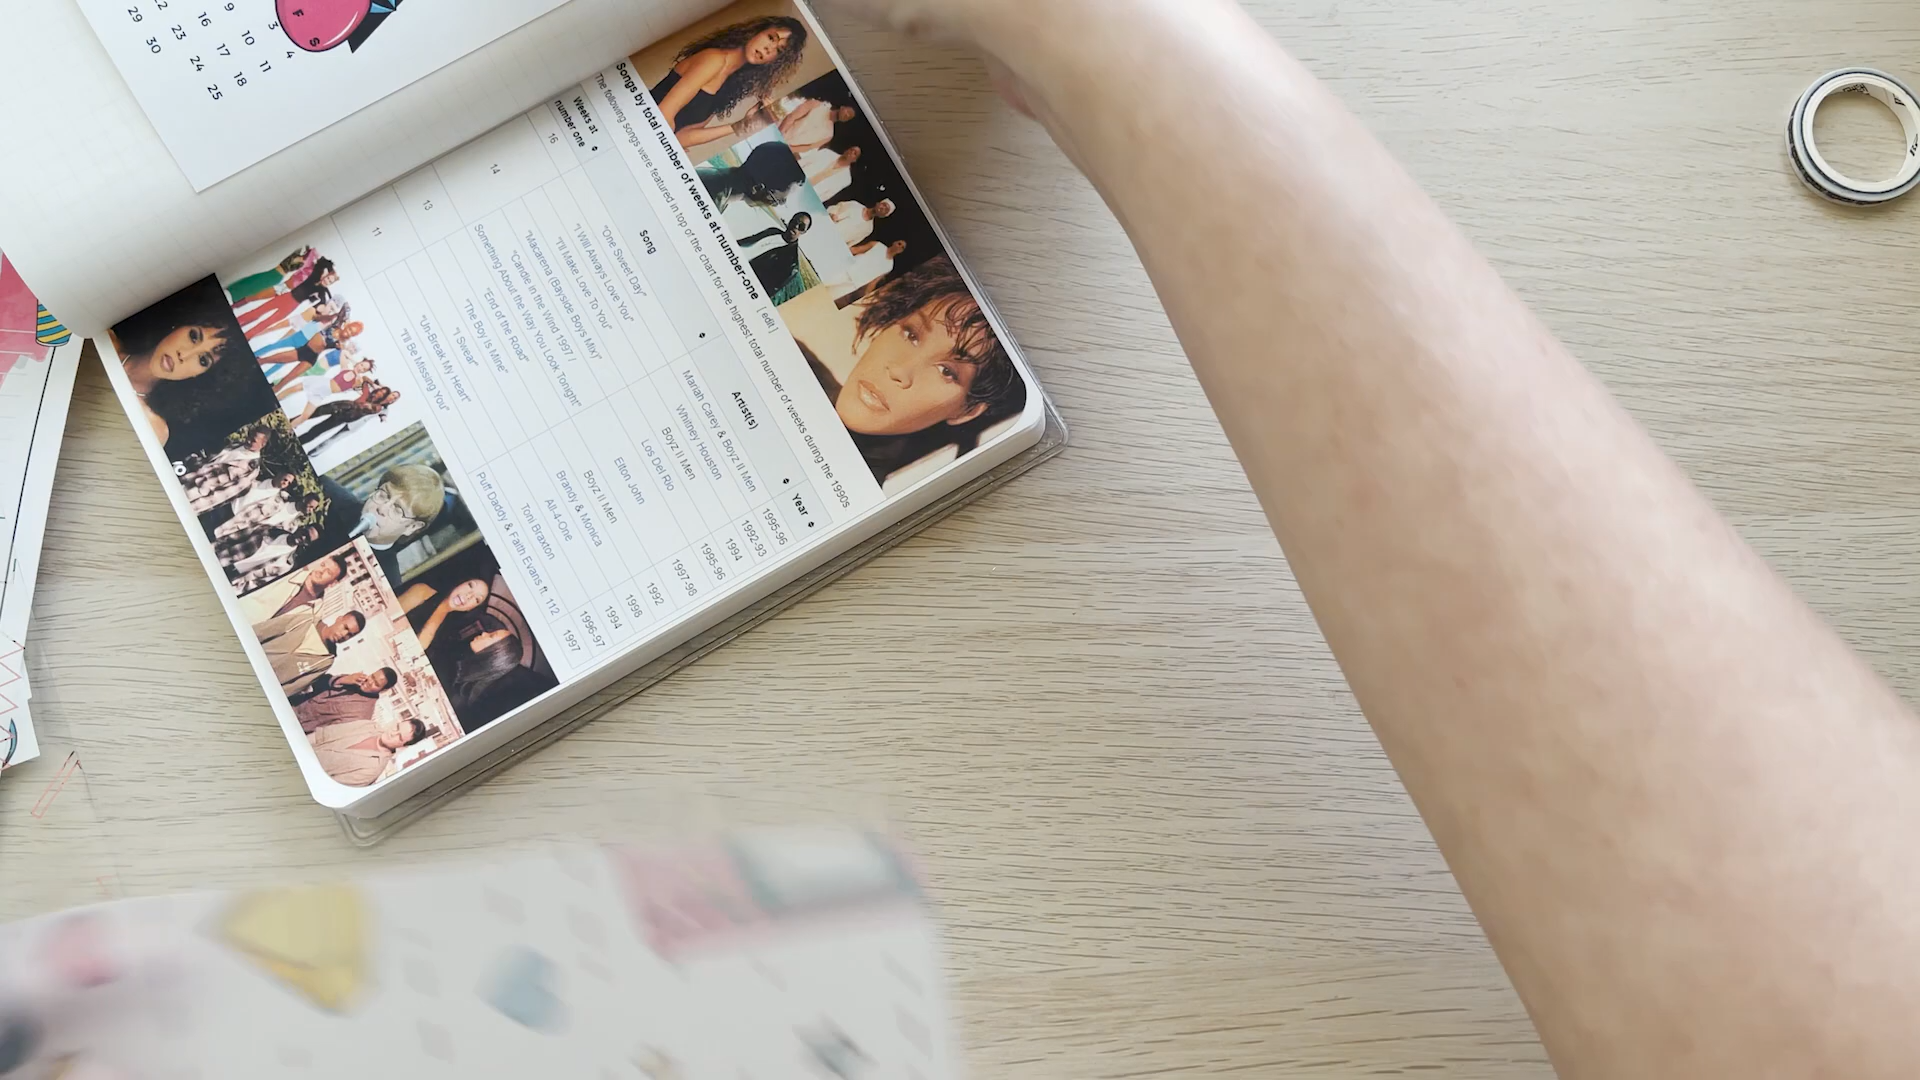 F
S
9
3
22
16
10
4
29
23
17
11
30
24
18
25
Songs by total number of weeks at number-one [ edit ]
The following songs were featured in top of the chart for the highest total number of weeks during the 1990s
Weeks at number one Song Artist(s) Year
16 "One Sweet Day" Mariah Carey & Boyz II Men 1995-96
14 "I Will Always Love You" Whitney Houston 1992-93
"I'll Make Love To You" Boyz II Men 1994
"Macarena (Bayside Boys Mix)" Los Del Rio 1995-96
"Candle in the Wind 1997 /
Something About the Way You Look Tonight" Elton John 1997-98
13 "End of the Road" Boyz II Men 1992
"The Boy Is Mine" Brandy & Monica 1998
11 "I Swear" All-4-One 1994
"Un-Break My Heart" Toni Braxton 1996-97
"I'll Be Missing You" Puff Daddy & Faith Evans ft. 112 1997